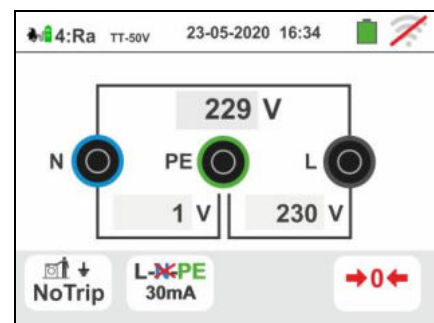 4:Ra TT-50V 23-05-2020 16:34
229 V
N PE L
1 V 230 V
NoTrip L-N-PE →0←
30mA